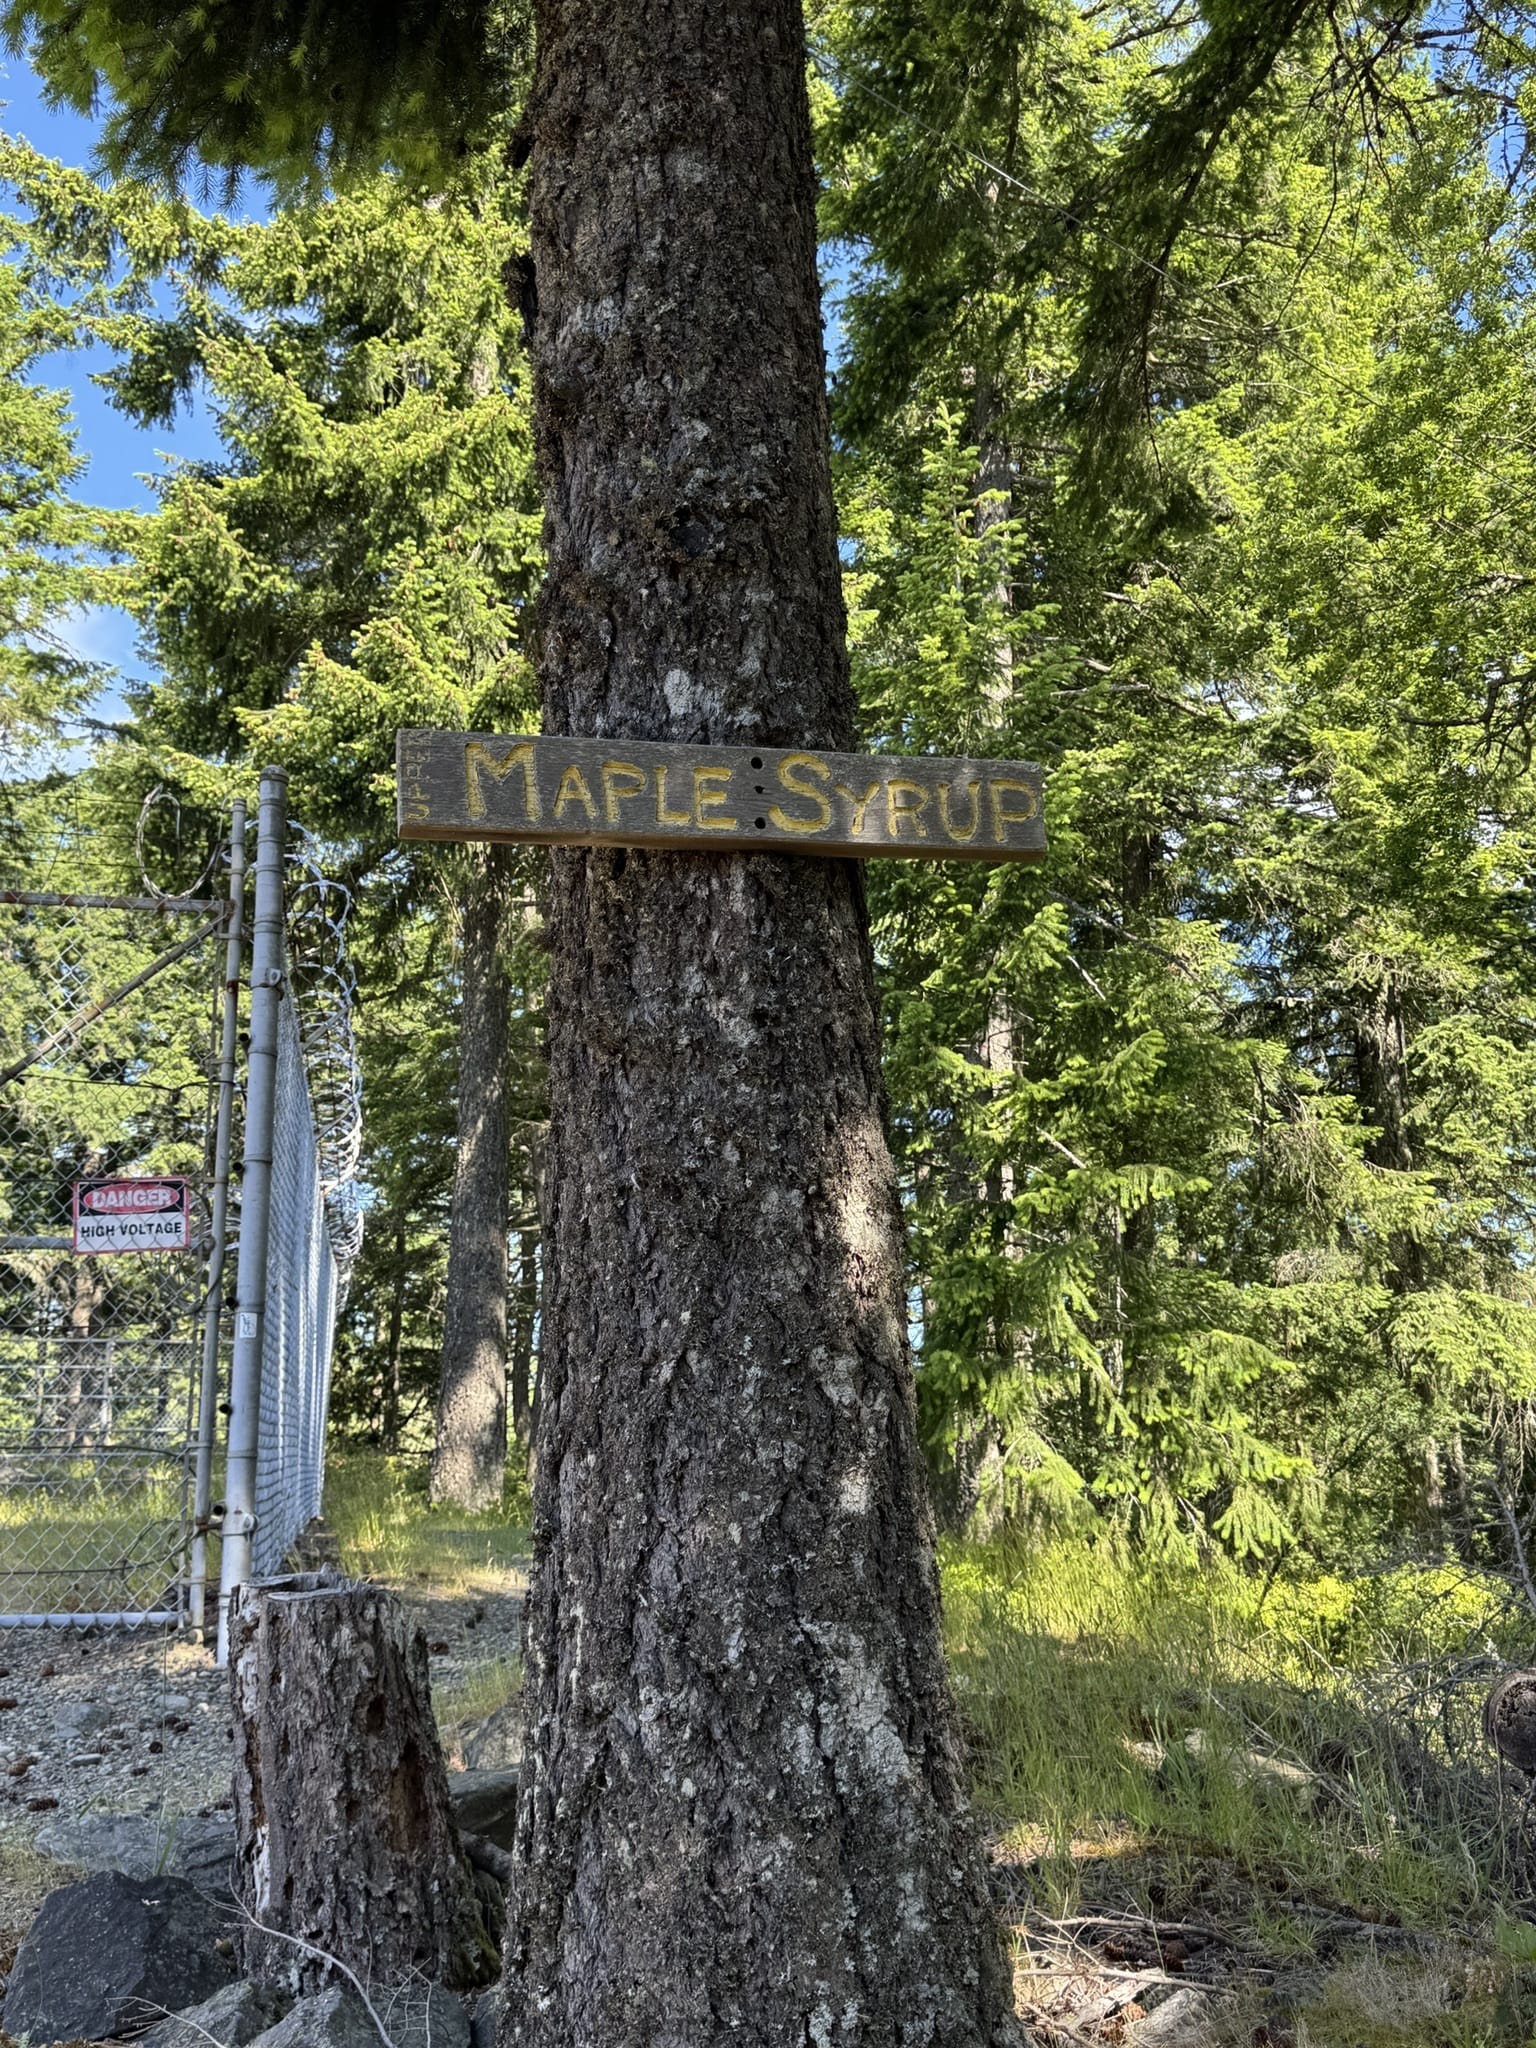 UPPER
MAPLE SYRUP
DANGER
HIGH VOLTAGE